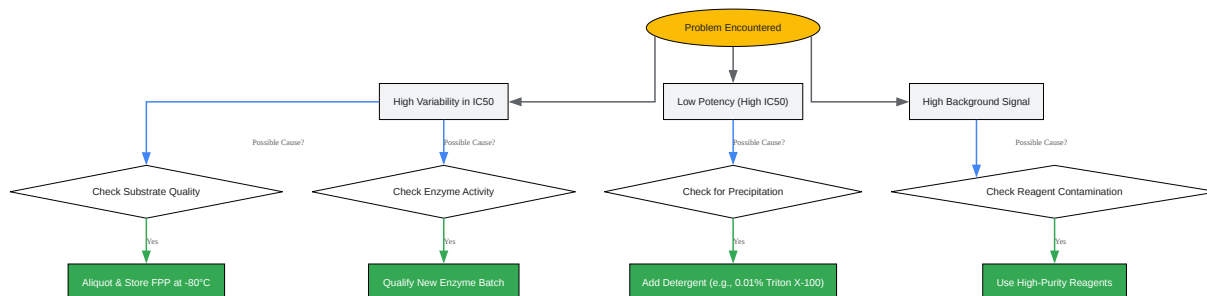 Problem Encountered
High Variability in IC50
Low Potency (High IC50)
High Background Signal
Possible Cause?
Possible Cause?
Possible Cause?
Possible Cause?
Check Substrate Quality
Check Enzyme Activity
Check for Precipitation
Check Reagent Contamination
Yes
Yes
Yes
Yes
Aliquot & Store FPP at -80°C
Qualify New Enzyme Batch
Add Detergent (e.g., 0.01% Triton X-100)
Use High-Purity Reagents